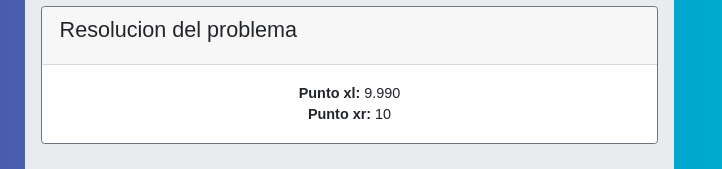 Resolucion del problema
Punto xl: 9.990
Punto xr: 10